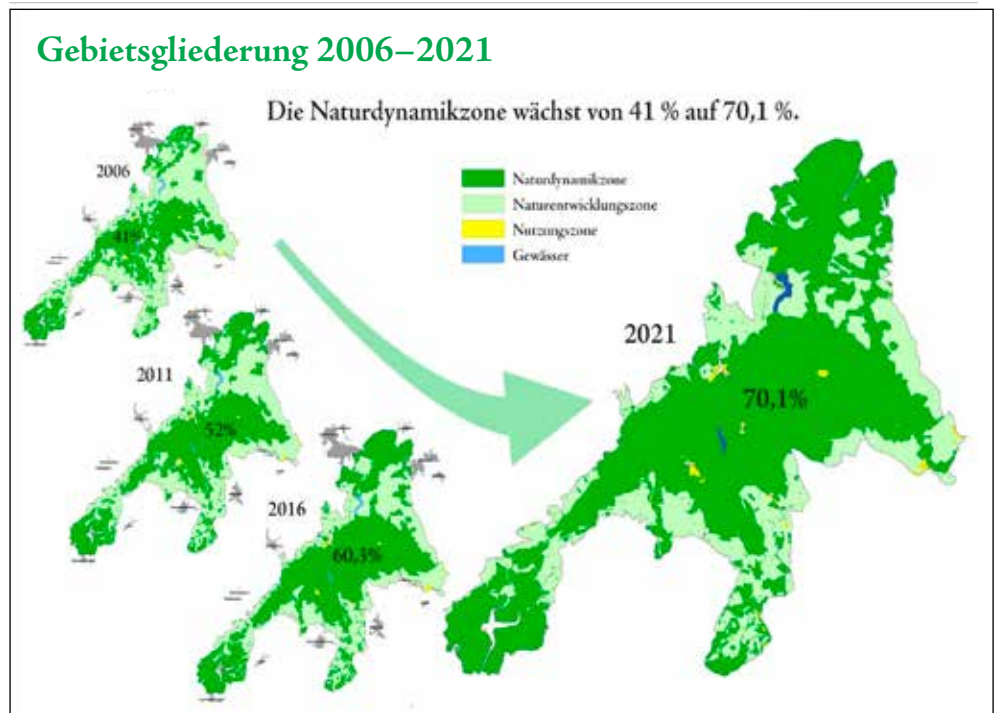 Gebietsgliederung 2006–2021
Die Naturdynamikzone wächst von 41 % auf 70,1 %.
2006
41%
2011
52%
2016
60,3%
Naturdynamikzone
Naturentwicklungszone
Nutzungszone
Gewässer
2021
70,1%